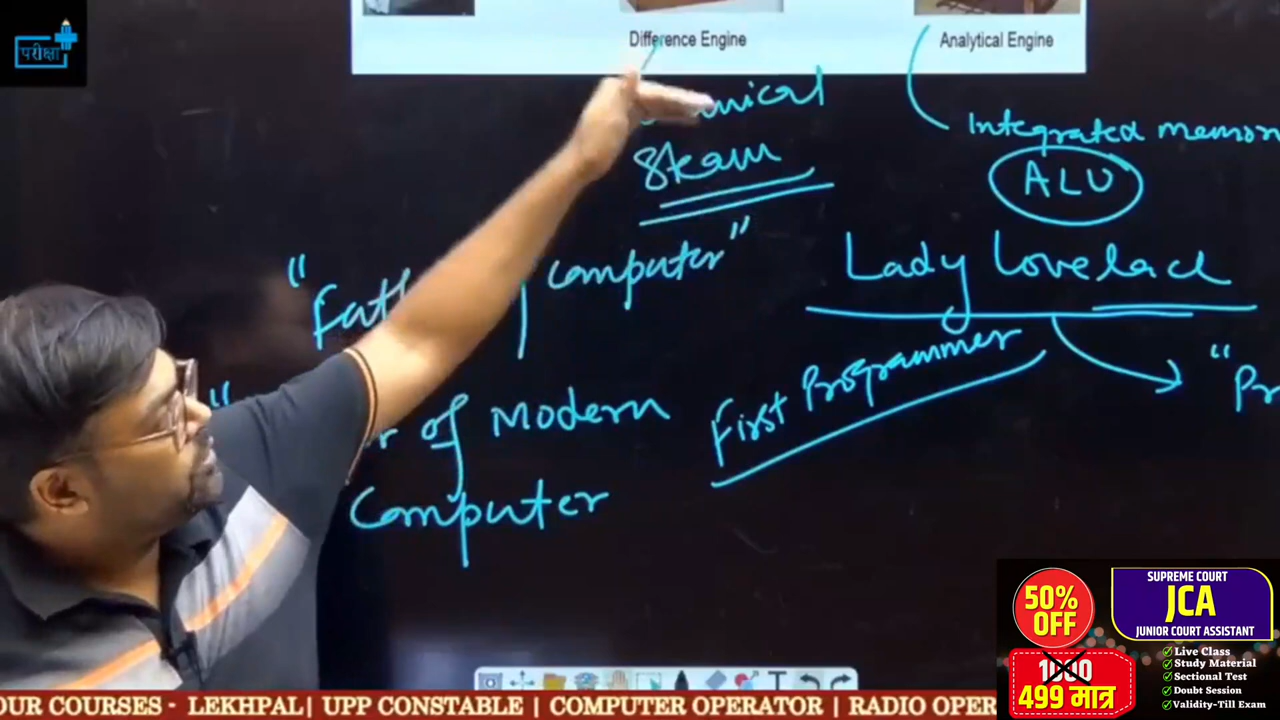 परीक्षा
Difference Engine
Analytical Engine
Steam
Integrated memor
ALU
"
computer"
Lady Lovelace
First Programmer
"Pr
"
r of Modern
Computer
50% OFF
1000
499 मात्र
SUPREME COURT
JCA
JUNIOR COURT ASSISTANT
Live Class
Study Material
Sectional Test
Doubt Session
Validity-Till Exam
OUR COURSES - LEKHPAL| UPP CONSTABLE | COMPUTER OPERATOR | RADIO OPER